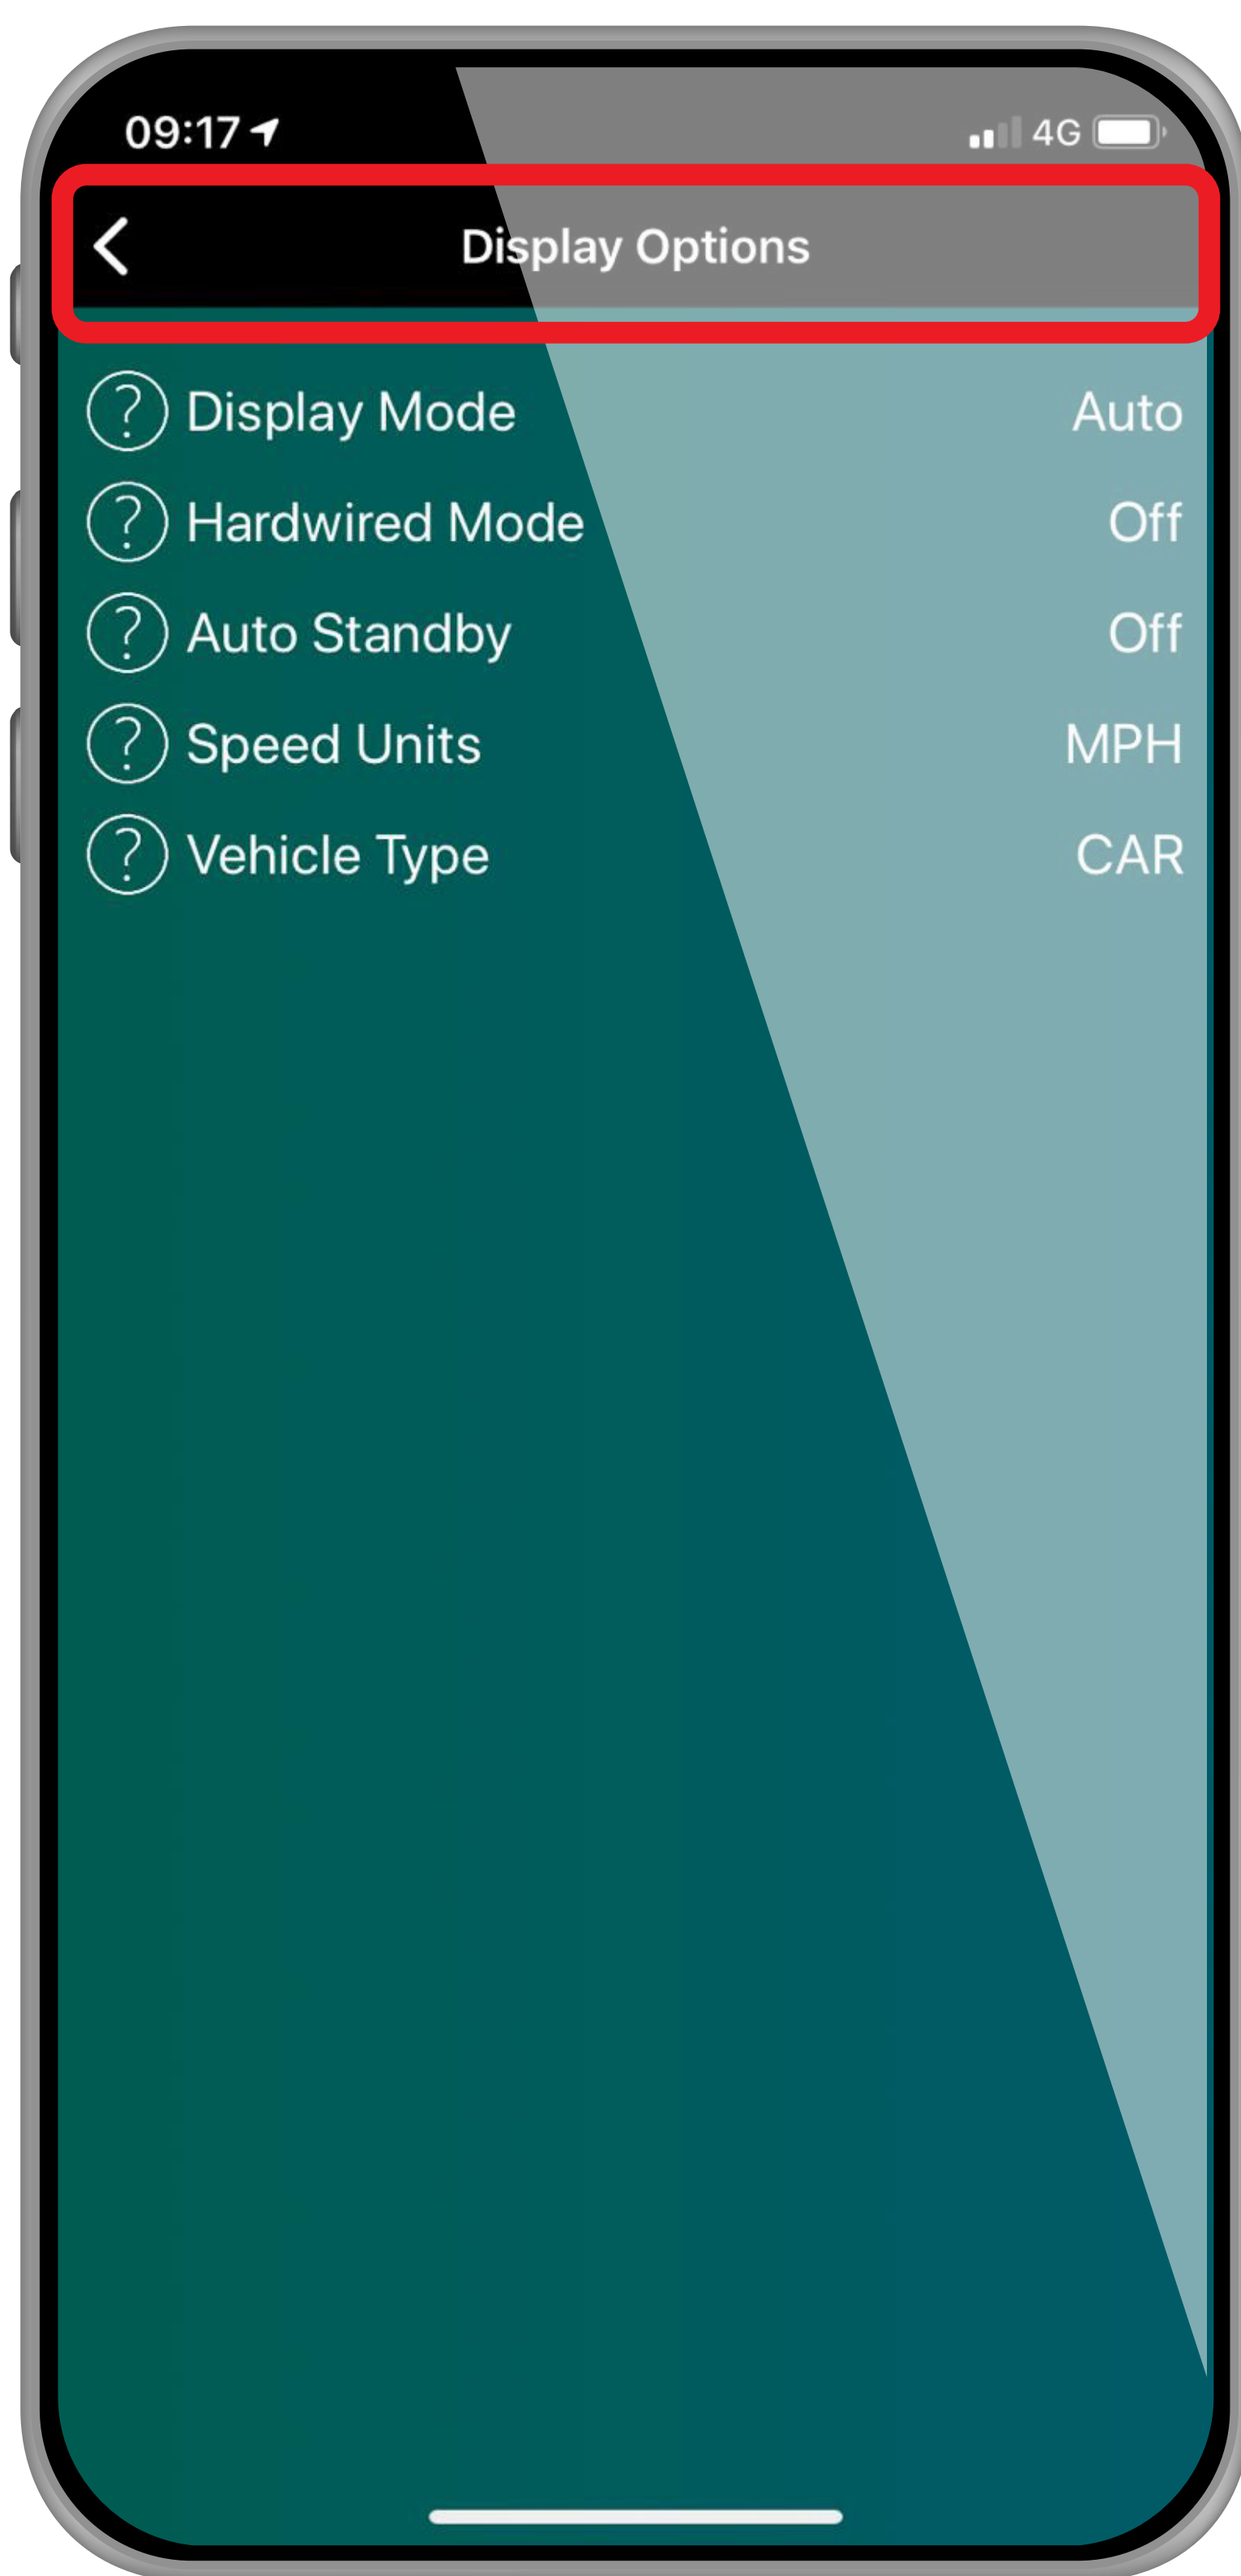 09:17
4G
Display Options
? Display Mode Auto
? Hardwired Mode Off
? Auto Standby Off
? Speed Units MPH
? Vehicle Type CAR